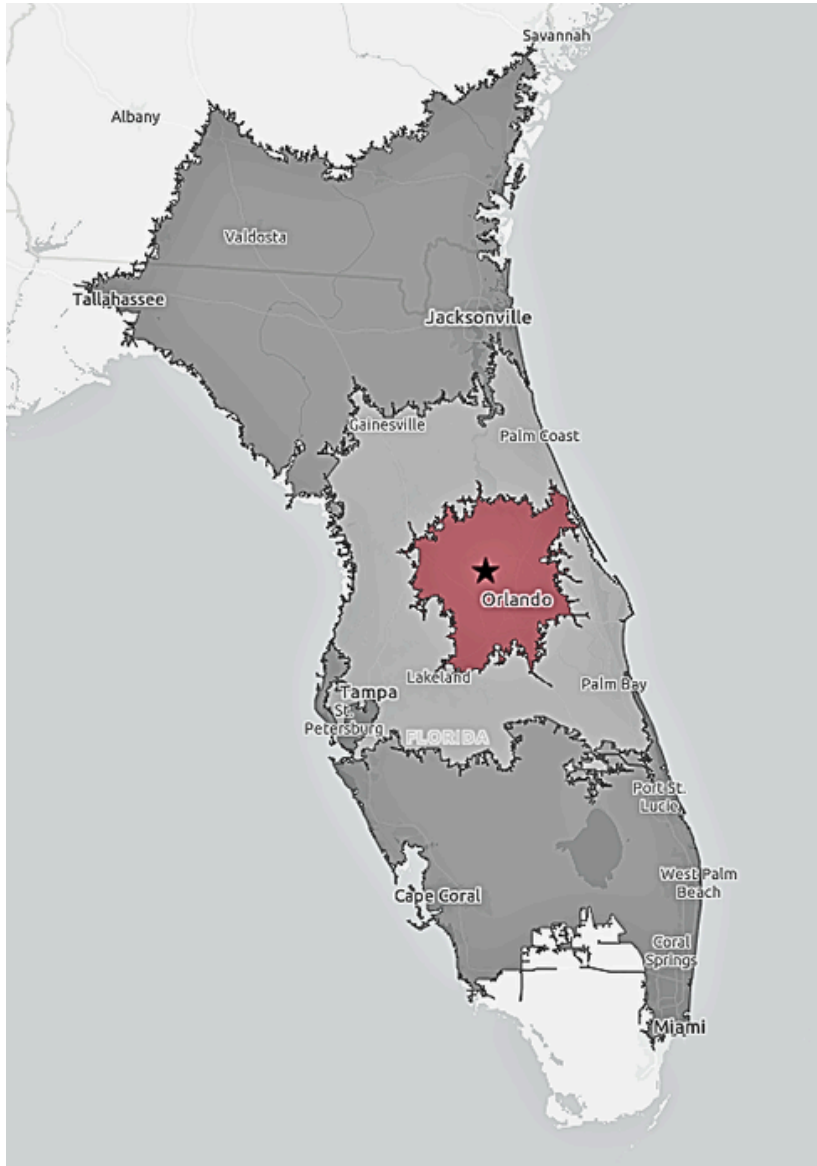 Savannah
Albany
Valdosta
Tallahassee
Jacksonville
Gainesville
Palm Coast
Orlando
Lakeland
Palm Bay
Tampa
St.
Petersburg
FLORIDA
Port St.
Lucie
West Palm
Beach
Cape Coral
Coral
Springs
Miami